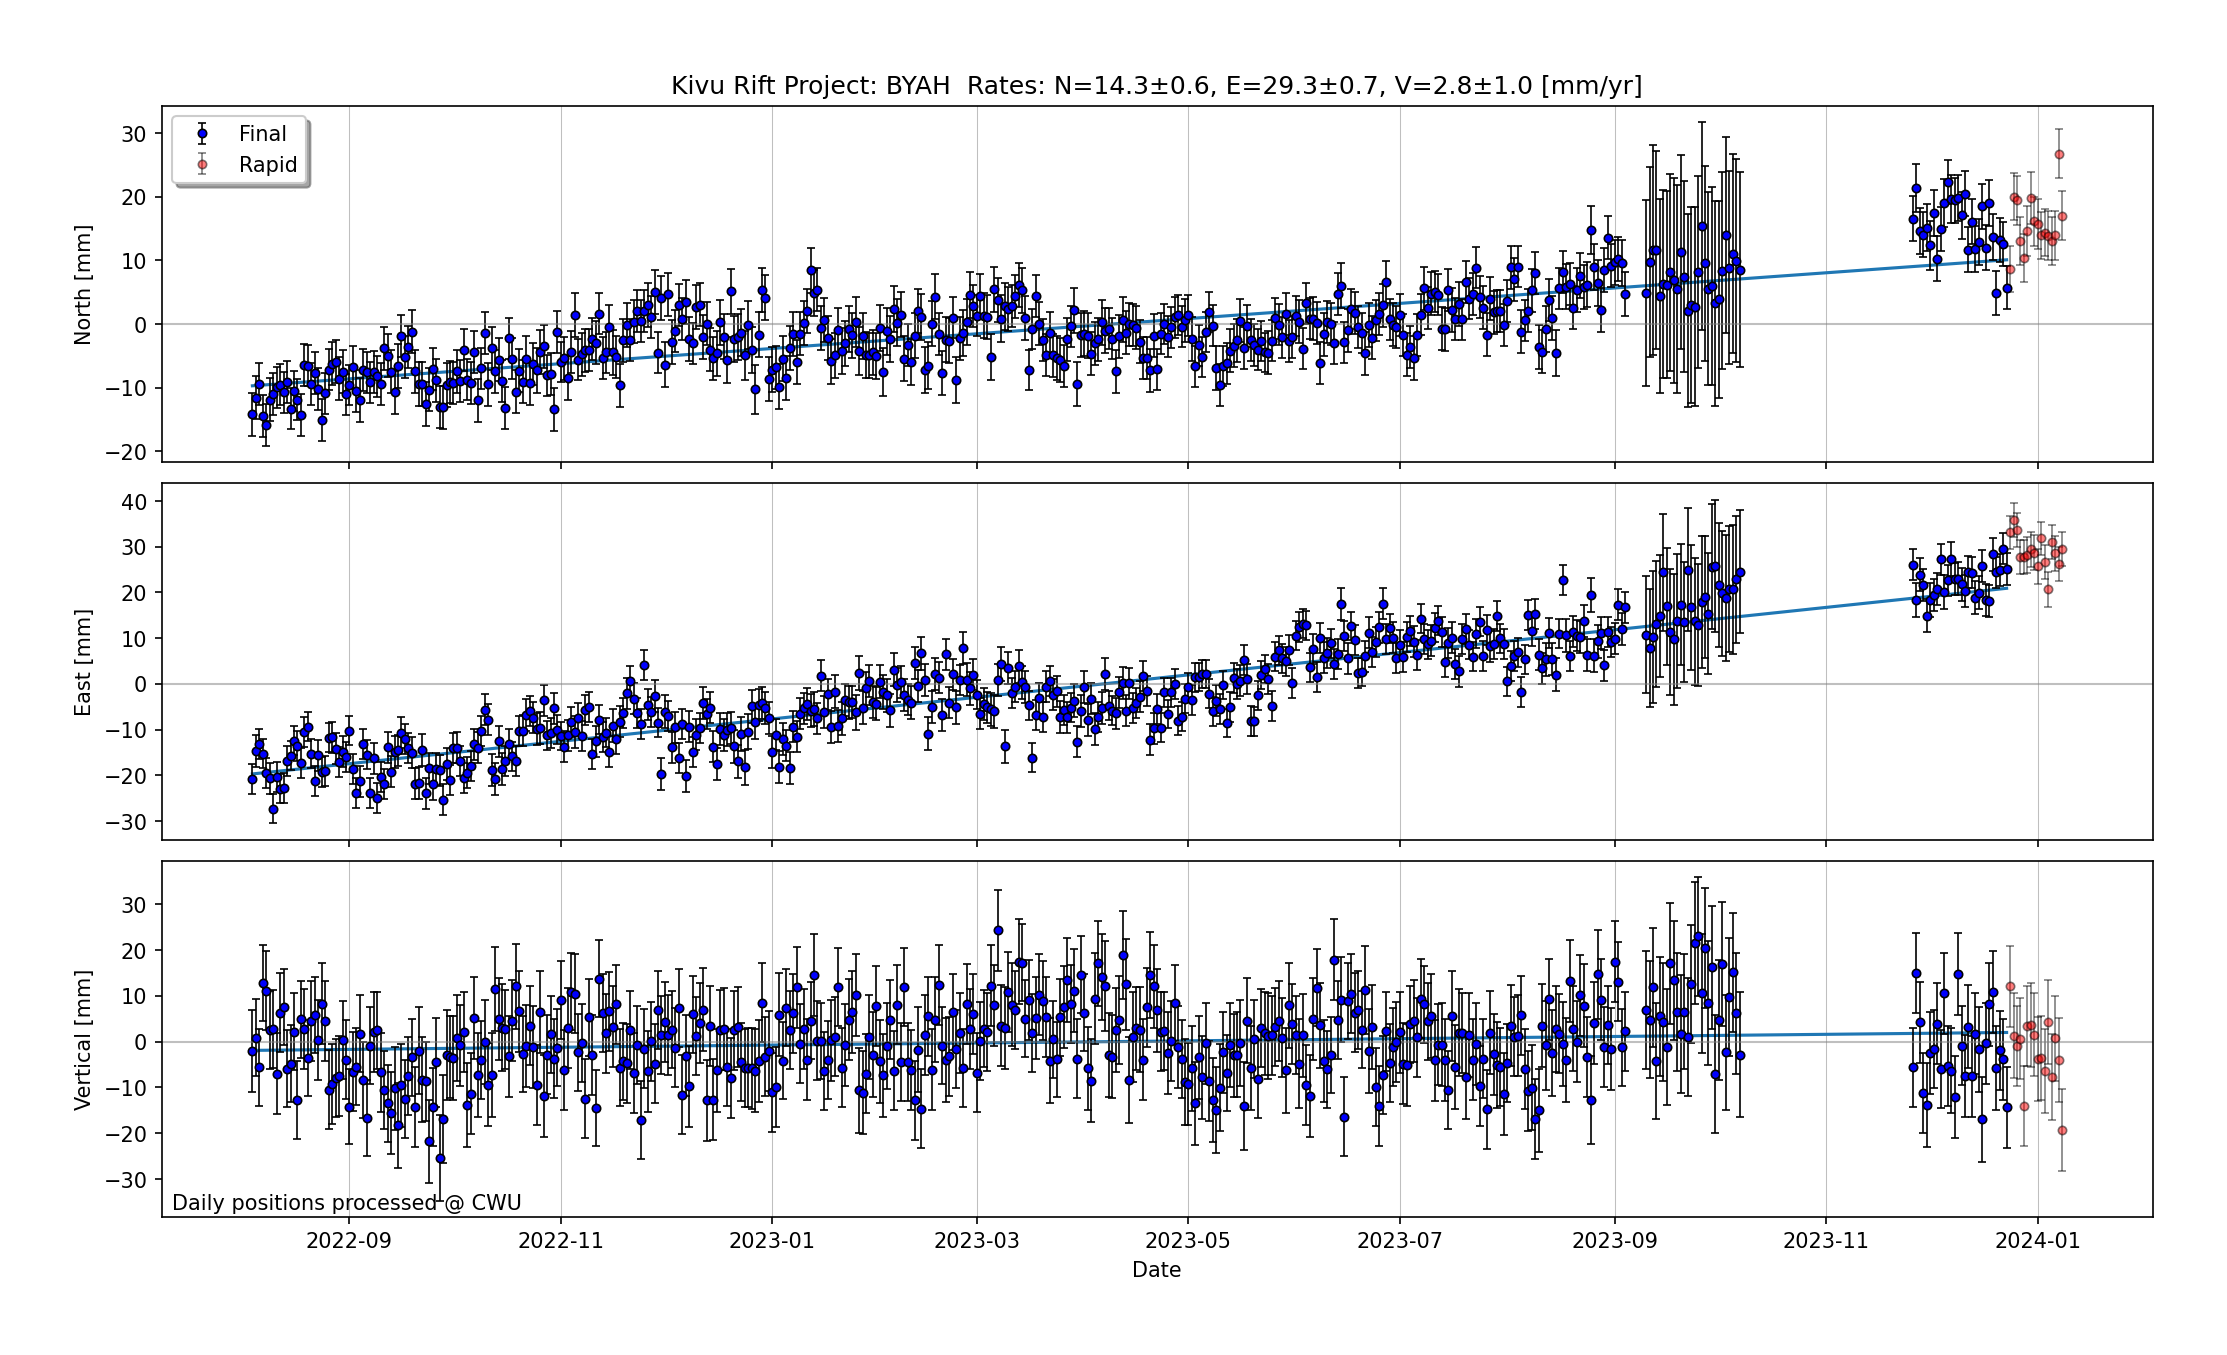 Kivu Rift Project: BYAH  Rates: N=14.3±0.6, E=29.3±0.7, V=2.8±1.0 [mm/yr]
Final
Rapid
North [mm]
30
20
10
0
−10
−20
East [mm]
40
30
20
10
0
−10
−20
−30
Vertical [mm]
30
20
10
0
−10
−20
−30
Daily positions processed @ CWU
2022-09 2022-11 2023-01 2023-03 2023-05 2023-07 2023-09 2023-11 2024-01
Date